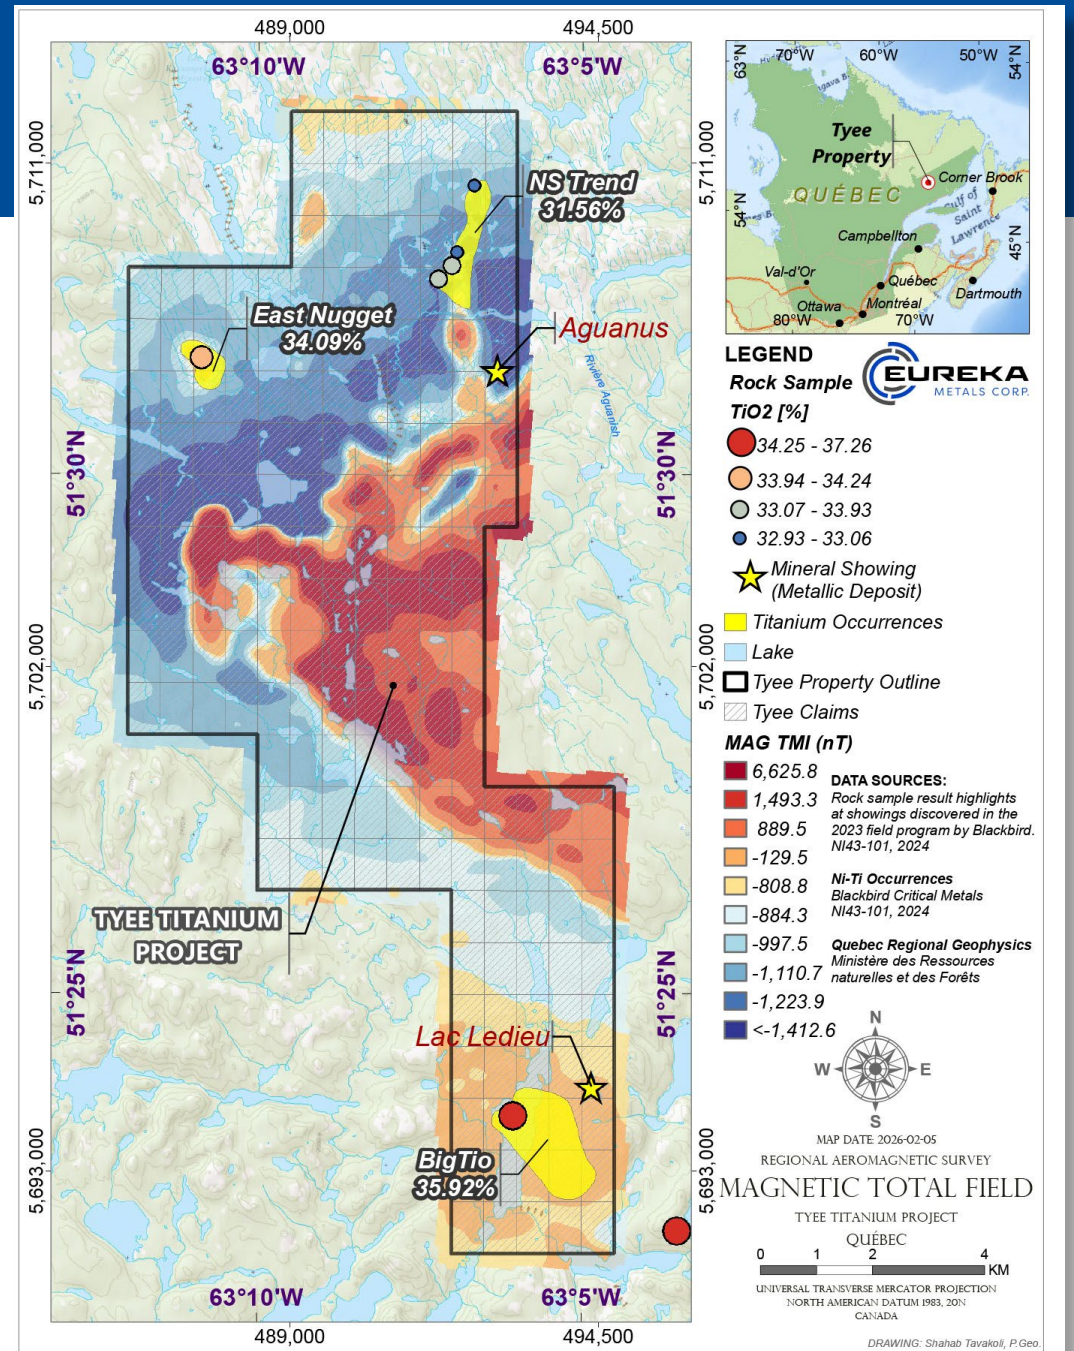 489,000
494,500
63°10'W
63°5'W
5,711,000
5,711,000
NS Trend
31.56%
East Nugget
34.09%
Aguanus
Rivière Aguanish
51°30'N
51°30'N
5,702,000
5,702,000
TYEE TITANIUM
PROJECT
51°25'N
51°25'N
Lac Ledieu
BigTio
35.92%
5,693,000
5,693,000
63°10'W
63°5'W
489,000
494,500
63°N
70°W
60°W
50°W
54°N
Tyee
Property
QUÉBEC
Corner Brook
Gulf of
Saint
Lawrence
54°N
45°N
Campbellton
Val-d'Or
Québec
Dartmouth
Ottawa
Montréal
80°W
70°W
LEGEND
Rock Sample
EUREKA
METALS CORP.
TiO2 [%]
34.25 - 37.26
33.94 - 34.24
33.07 - 33.93
32.93 - 33.06
Mineral Showing
(Metallic Deposit)
Titanium Occurrences
Lake
Tyee Property Outline
Tyee Claims
MAG TMI (nT)
6,625.8
1,493.3
889.5
-129.5
-808.8
-884.3
-997.5
-1,110.7
-1,223.9
<-1,412.6
DATA SOURCES:
Rock sample result highlights
at showings discovered in the
2023 field program by Blackbird.
NI43-101, 2024
Ni-Ti Occurrences
Blackbird Critical Metals
NI43-101, 2024
Quebec Regional Geophysics
Ministère des Ressources
naturelles et des Forêts
N
W
E
S
MAP DATE: 2026-02-05
REGIONAL AEROMAGNETIC SURVEY
MAGNETIC TOTAL FIELD
TYEE TITANIUM PROJECT
QUÉBEC
0 1 2 4
KM
UNIVERSAL TRANSVERSE MERCATOR PROJECTION
NORTH AMERICAN DATUM 1983, 20N
CANADA
DRAWING: Shahab Tavakoli, P.Geo.